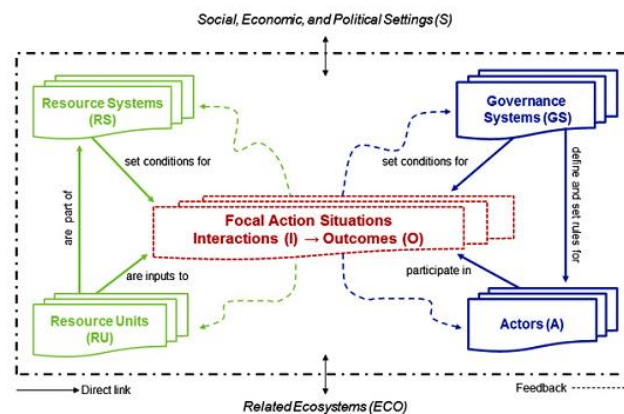 Social, Economic, and Political Settings (S)
Resource Systems
(RS)
Governance
Systems (GS)
set conditions for
set conditions for
are part of
define and set rules for
Focal Action Situations
Interactions (I) → Outcomes (O)
are inputs to
participate in
Resource Units
(RU)
Actors (A)
Direct link
Feedback
Related Ecosystems (ECO)